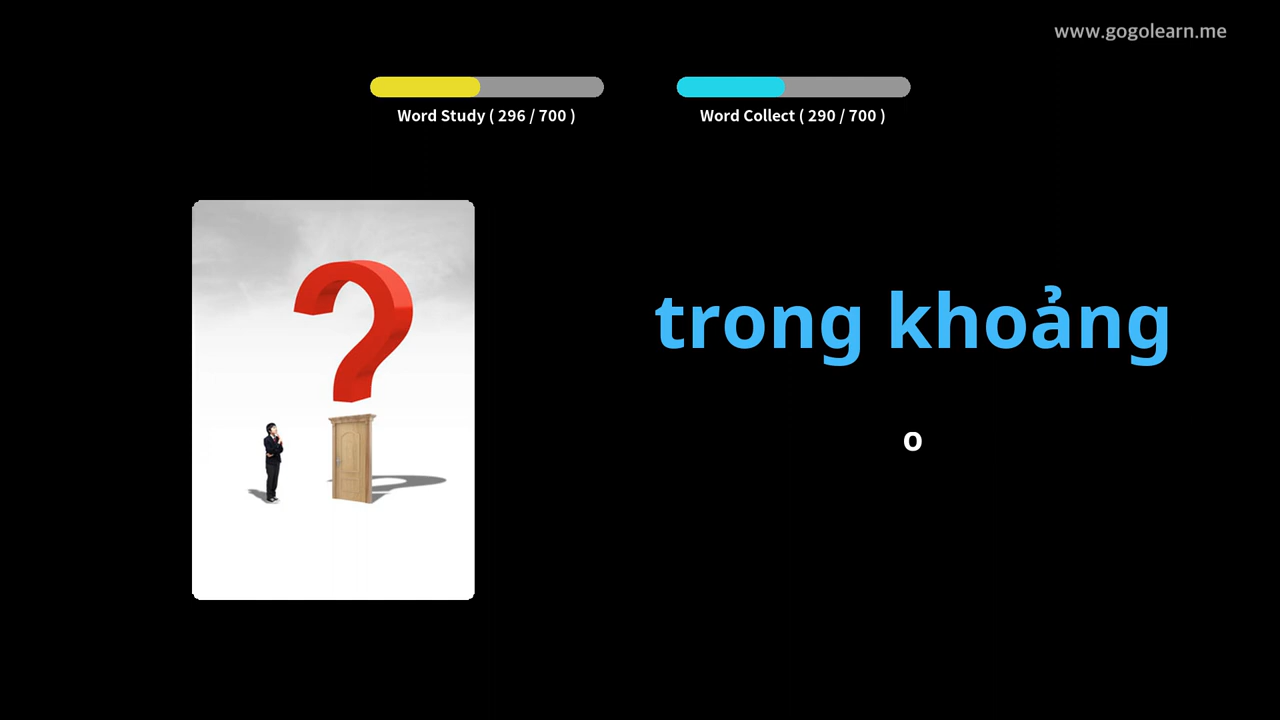 www.gogolearn.me
Word Study ( 296 / 700 )
Word Collect ( 290 / 700 )
trong khoảng
o